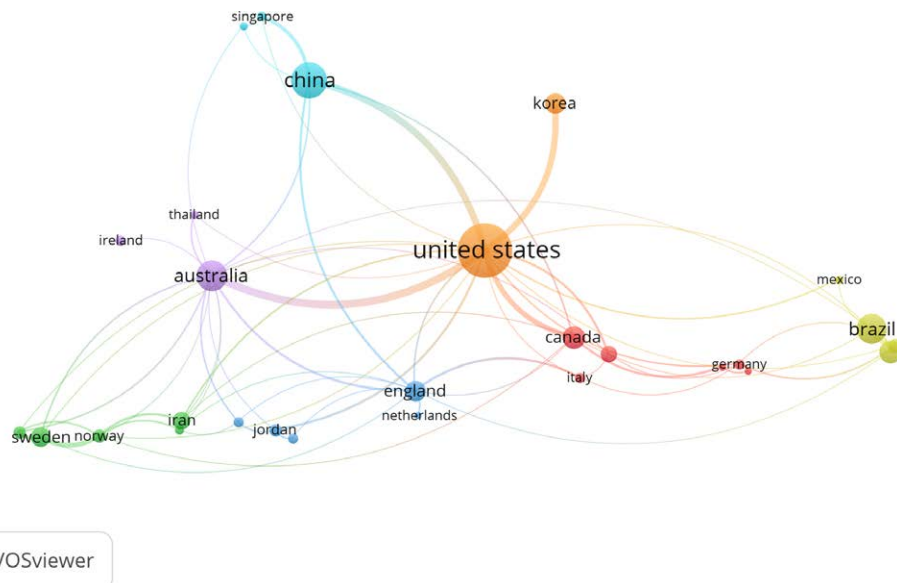 singapore
china
korea
thailand
ireland
united states
australia
mexico
brazil
canada
germany
italy
england
netherlands
iran
jordan
sweden
norway
VOSviewer